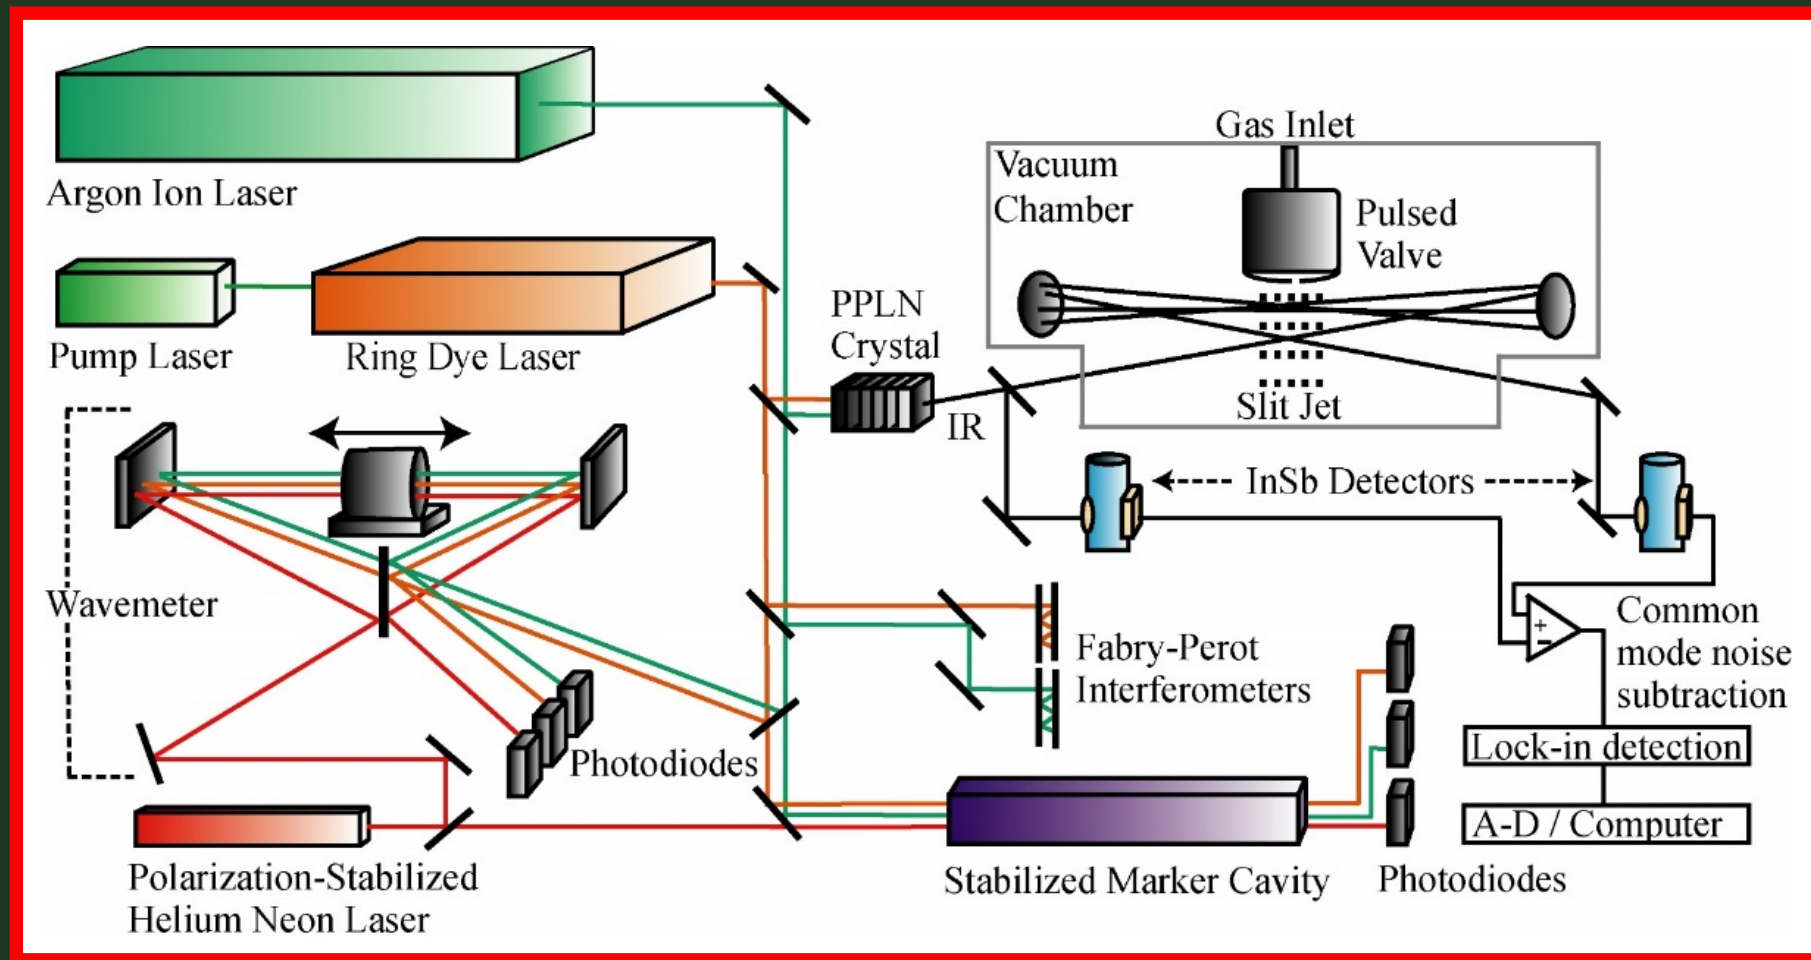 Argon Ion Laser
Pump Laser
Ring Dye Laser
PPLN
Crystal
IR
Gas Inlet
Vacuum
Chamber
Pulsed
Valve
Slit Jet
InSb Detectors
Wavemeter
Photodiodes
Polarization-Stabilized
Helium Neon Laser
Fabry-Perot
Interferometers
Stabilized Marker Cavity
Photodiodes
+
-
Common
mode noise
subtraction
Lock-in detection
A-D / Computer